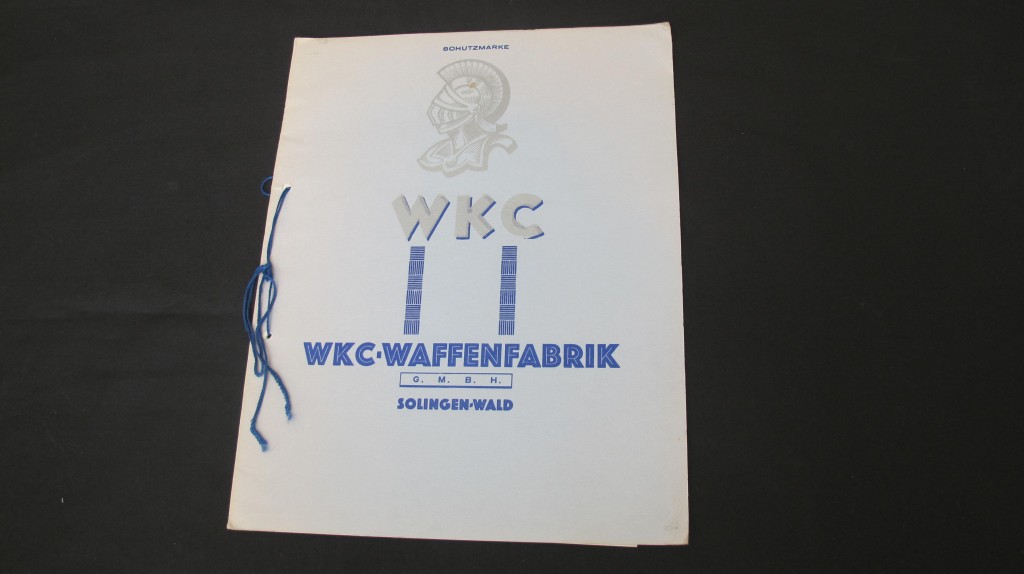 SCHUTZMARKE
WKC
WKC-WAFFENFABRIK
G. M. B. H.
SOLINGEN-WALD